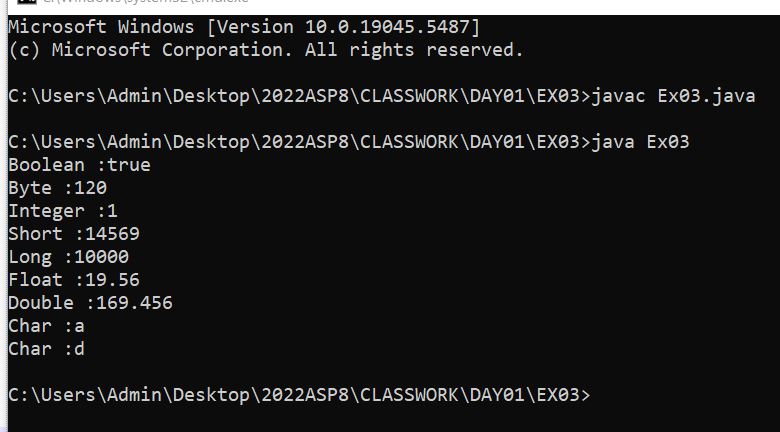 Microsoft Windows [Version 10.0.19045.5487]
(c) Microsoft Corporation. All rights reserved.
C:\Users\Admin\Desktop\2022ASP8\CLASSWORK\DAY01\EX03>javac Ex03.java
C:\Users\Admin\Desktop\2022ASP8\CLASSWORK\DAY01\EX03>java Ex03
Boolean :true
Byte :120
Integer :1
Short :14569
Long :10000
Float :19.56
Double :169.456
Char :a
Char :d
C:\Users\Admin\Desktop\2022ASP8\CLASSWORK\DAY01\EX03>